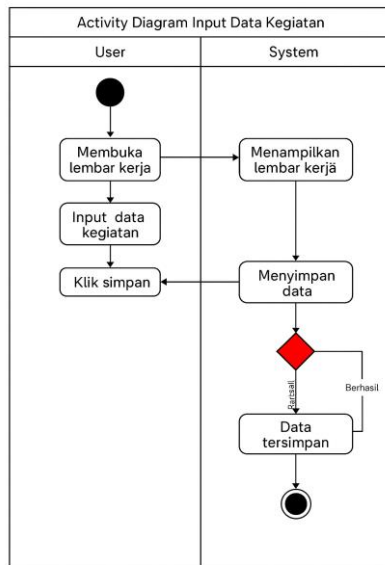 Activity Diagram Input Data Kegiatan
User
System
Membuka
lembar kerja
Menampilkan
lembar kerjä
Input data
kegiatan
Klik simpan
Menyimpan
data
Berhasil
Data
tersimpan